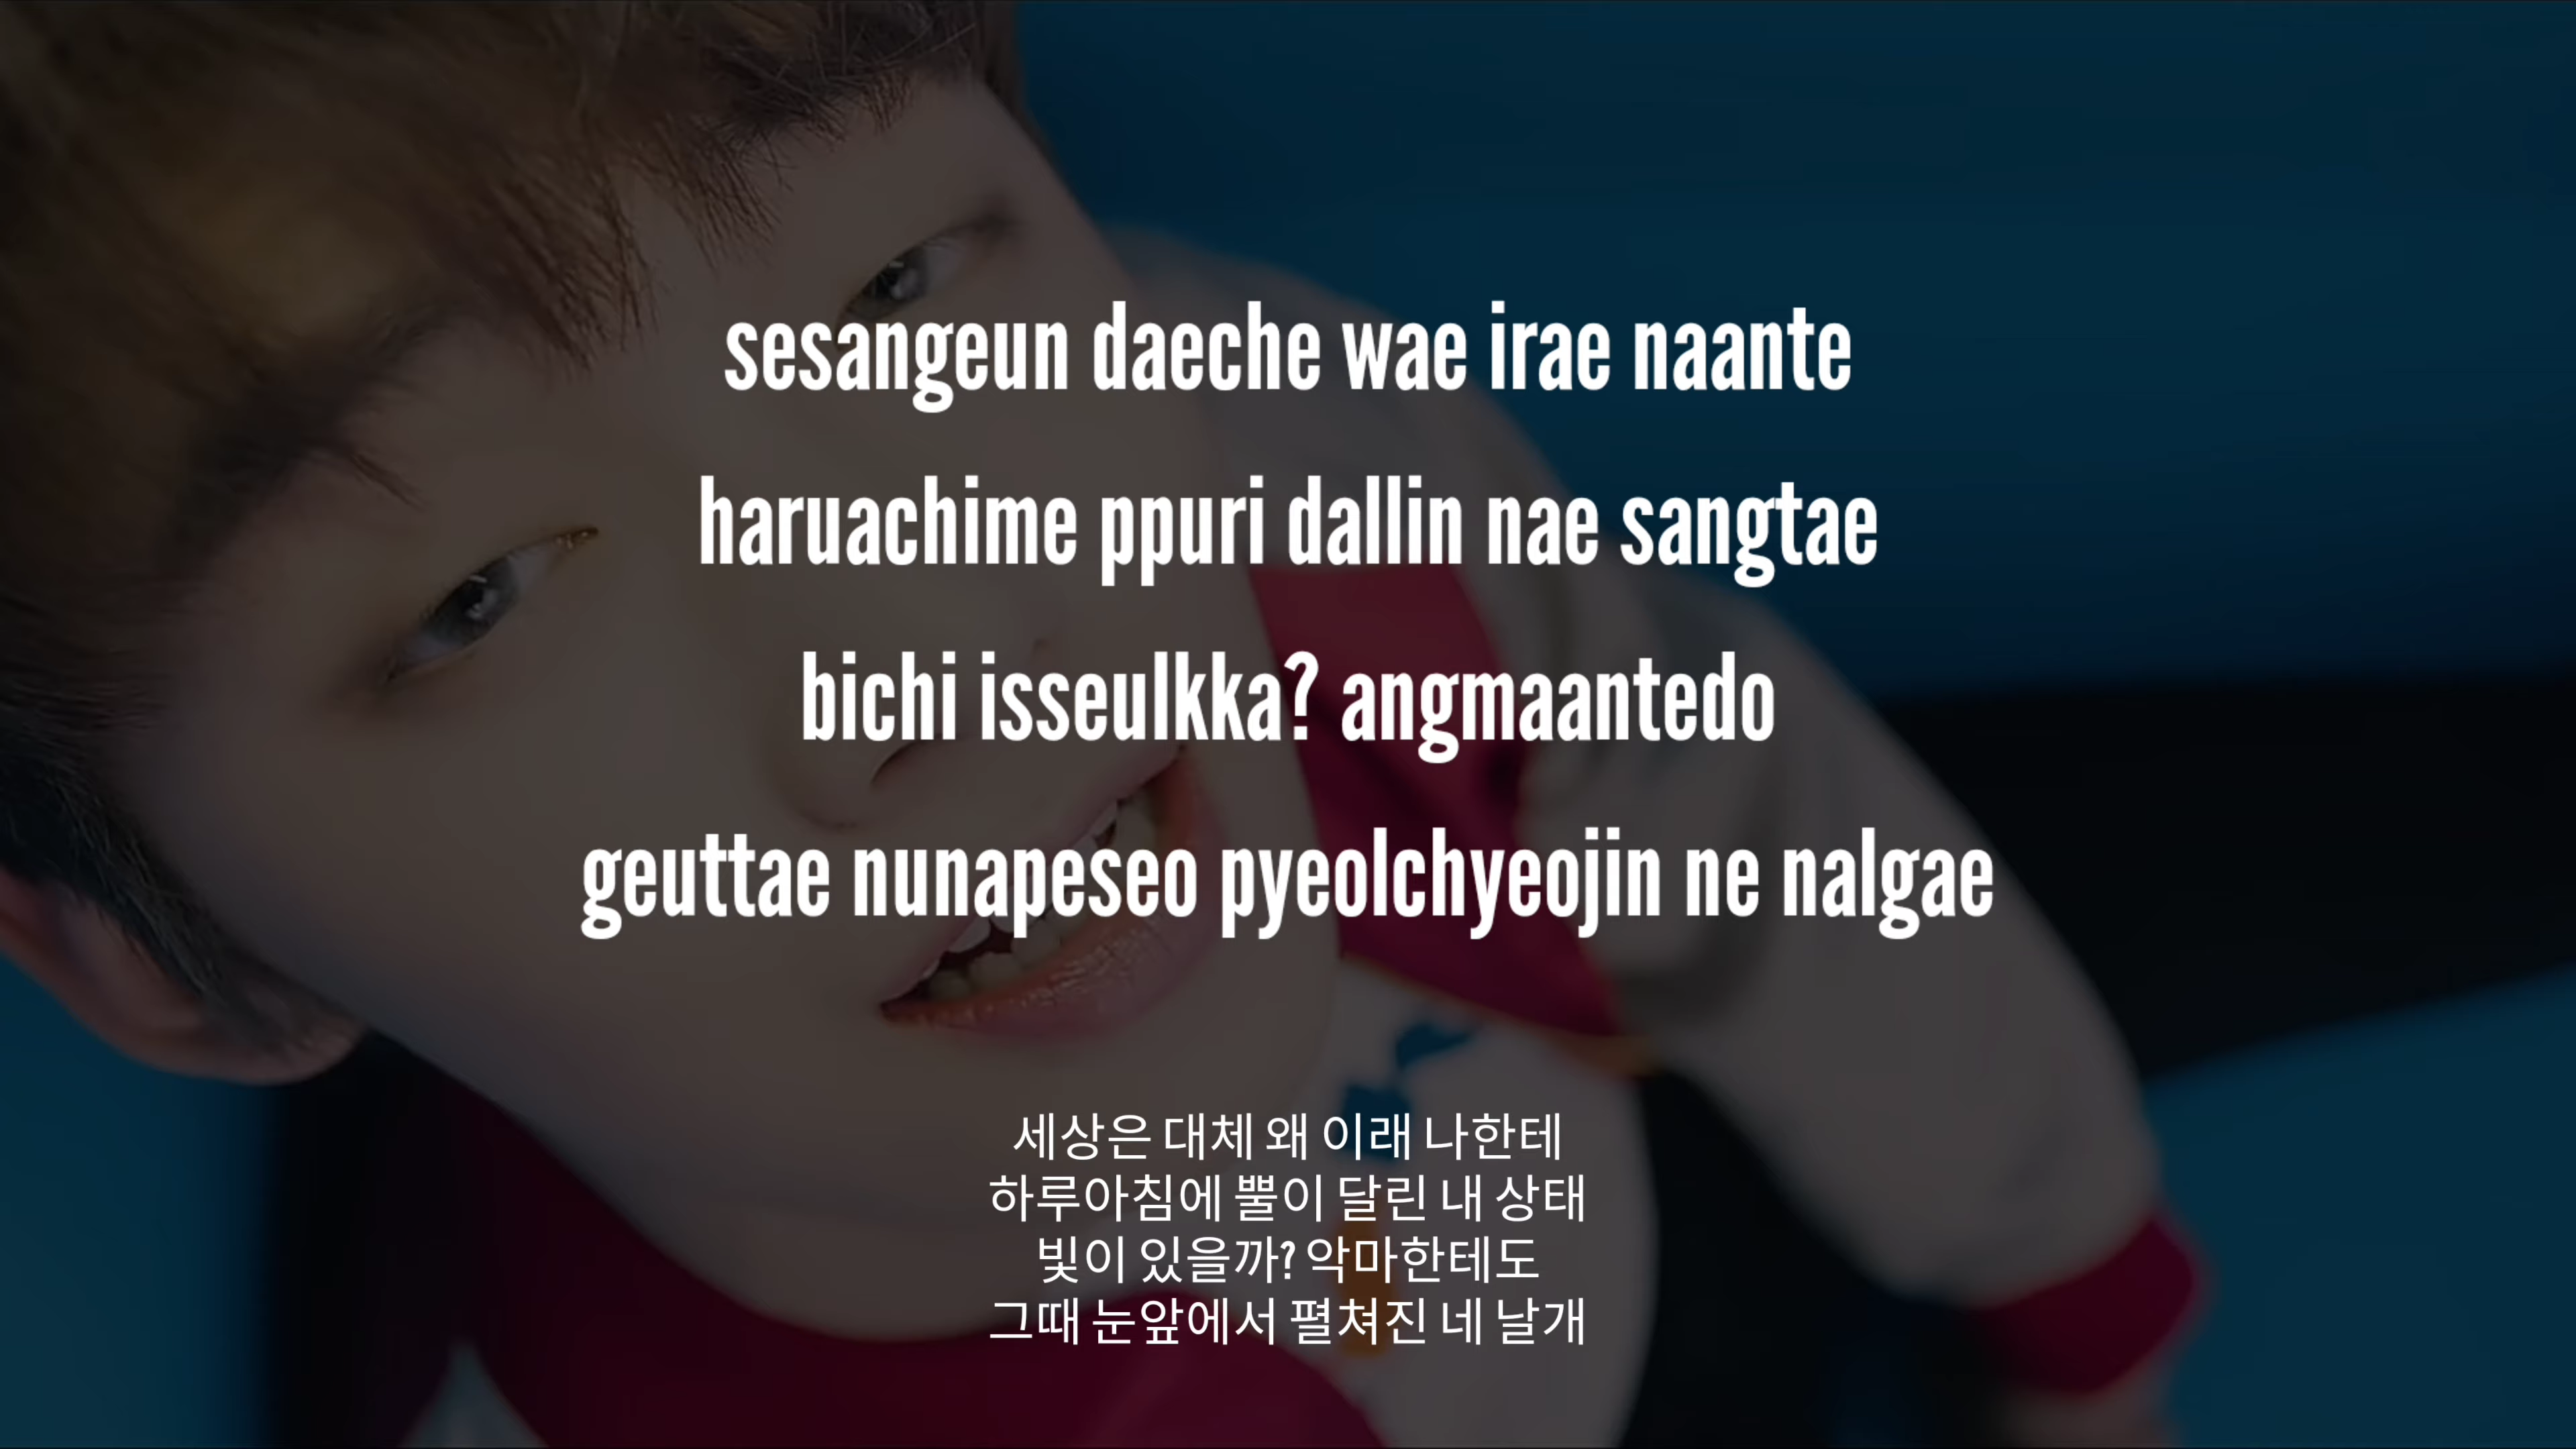 sesangeun daeche wae irae naante
haruachime ppuri dallin nae sangtae
bichi isseulkka? angmaantedo
geuttae nunapeseo pyeolchyeojin ne nalgae
세상은 대체 왜 이래 나한테
하루아침에 뿔이 달린 내 상태
빛이 있을까? 악마한테도
그때 눈앞에서 펼쳐진 네 날개